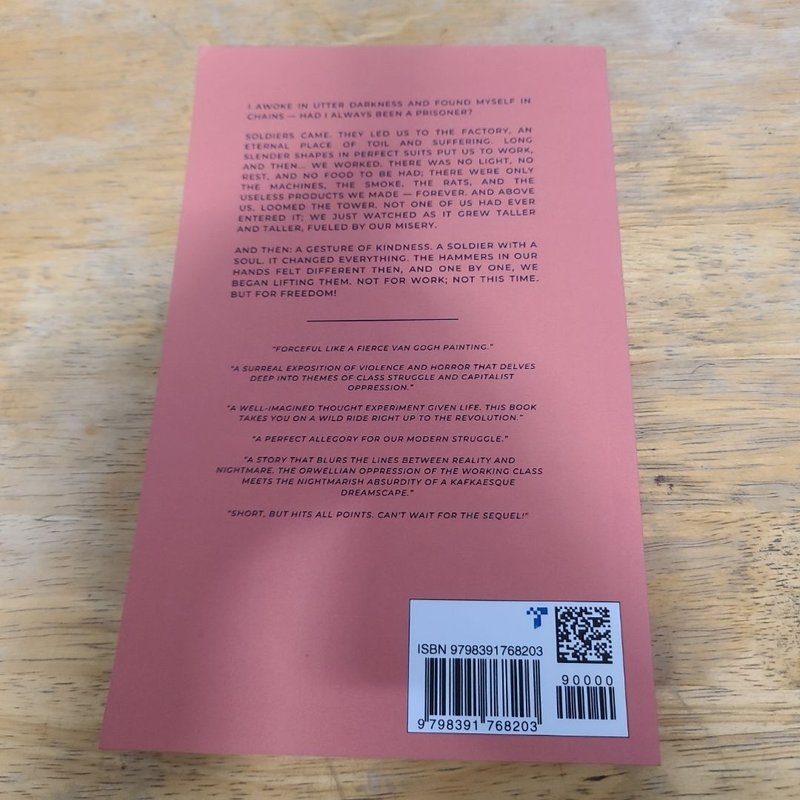 I AWOKE IN UTTER DARKNESS AND FOUND MYSELF IN
CHAINS — HAD I ALWAYS BEEN A PRISONER?
SOLDIERS CAME. THEY LED US TO THE FACTORY, AN
ETERNAL PLACE OF TOIL AND SUFFERING. LONG
SLENDER SHAPES IN PERFECT SUITS PUT US TO WORK,
AND THEN... WE WORKED. THERE WAS NO LIGHT, NO
REST, AND NO FOOD TO BE HAD; THERE WERE ONLY
THE MACHINES, THE SMOKE, THE RATS, AND THE
USELESS PRODUCTS WE MADE — FOREVER. AND ABOVE
US, LOOMED THE TOWER. NOT ONE OF US HAD EVER
ENTERED IT; WE JUST WATCHED AS IT GREW TALLER
AND TALLER, FUELED BY OUR MISERY.
AND THEN: A GESTURE OF KINDNESS. A SOLDIER WITH A
SOUL. IT CHANGED EVERYTHING. THE HAMMERS IN OUR
HANDS FELT DIFFERENT THEN, AND ONE BY ONE, WE
BEGAN LIFTING THEM. NOT FOR WORK; NOT THIS TIME.
BUT FOR FREEDOM!
"FORCEFUL LIKE A FIERCE VAN GOGH PAINTING."
"A SURREAL EXPOSITION OF VIOLENCE AND HORROR THAT DELVES
DEEP INTO THEMES OF CLASS STRUGGLE AND CAPITALIST
OPPRESSION."
"A WELL-IMAGINED THOUGHT EXPERIMENT GIVEN LIFE. THIS BOOK
TAKES YOU ON A WILD RIDE RIGHT UP TO THE REVOLUTION."
"A PERFECT ALLEGORY FOR OUR MODERN STRUGGLE."
"A STORY THAT BLURS THE LINES BETWEEN REALITY AND
NIGHTMARE. THE ORWELLIAN OPPRESSION OF THE WORKING CLASS
MEETS THE NIGHTMARISH ABSURDITY OF A KAFKAESQUE
DREAMSCAPE."
"SHORT, BUT HITS ALL POINTS. CAN'T WAIT FOR THE SEQUEL!"
ISBN 9798391768203
90000
9 798391 768203